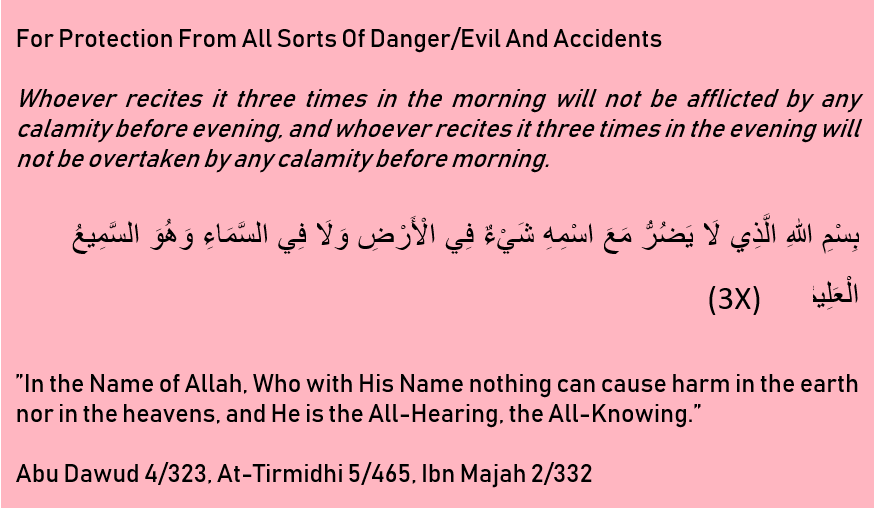 For Protection From All Sorts Of Danger/Evil And Accidents
Whoever recites it three times in the morning will not be afflicted by any
calamity before evening, and whoever recites it three times in the evening will
not be overtaken by any calamity before morning.
بِسْمِ اللهِ الَّذِي لَا يَضُرُّ مَعَ اسْمِهِ شَيْءٌ فِي الْأَرْضِ وَلَا فِي السَّمَاءِ وَهُوَ السَّمِيعُ
الْعَلِيمُ (3X)
”In the Name of Allah, Who with His Name nothing can cause harm in the earth
nor in the heavens, and He is the All-Hearing, the All-Knowing.”
Abu Dawud 4/323, At-Tirmidhi 5/465, Ibn Majah 2/332